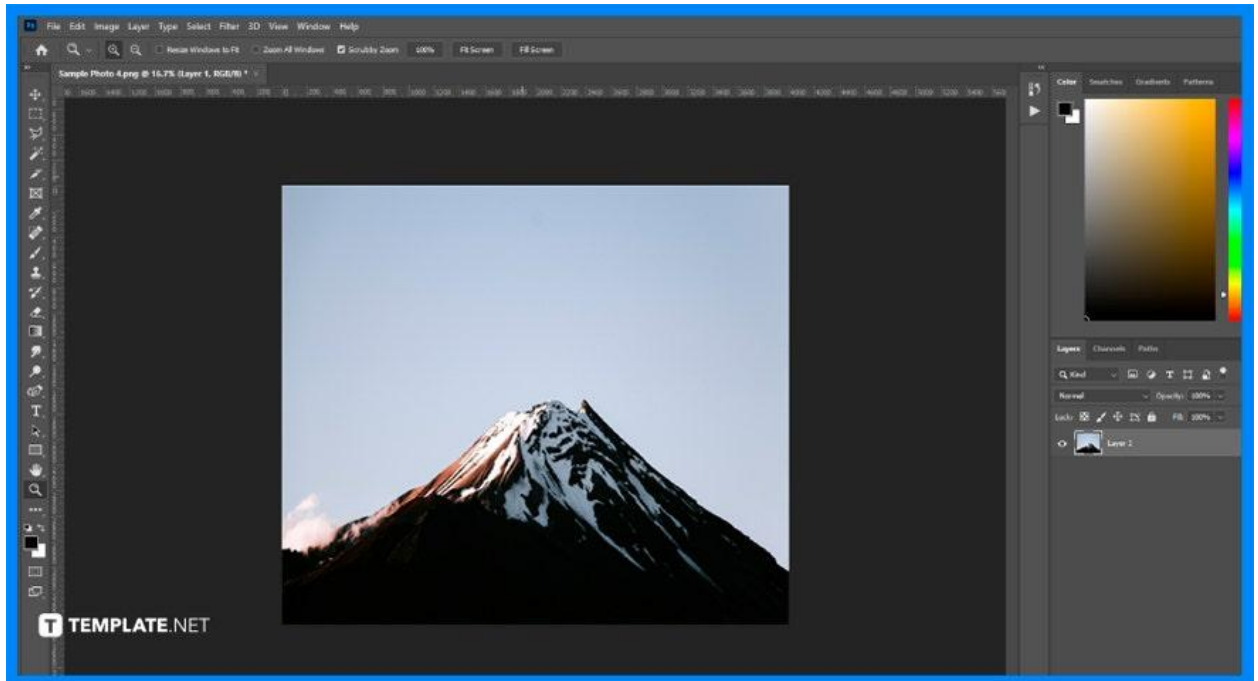 Ps File Edit Image Layer Type Select Filter 3D View Window Help
Resize Windows to Fit Zoom All Windows Scrubby Zoom 100% Fit Screen Fill Screen
Sample Photo 4.png @ 16.7% (Layer 1, RGB/8) * ×
Color Swatches Gradients Patterns
Layers Channels Paths
Kind
Normal Opacity: 100%
Lock: Fill: 100%
Layer 1
T TEMPLATE.NET